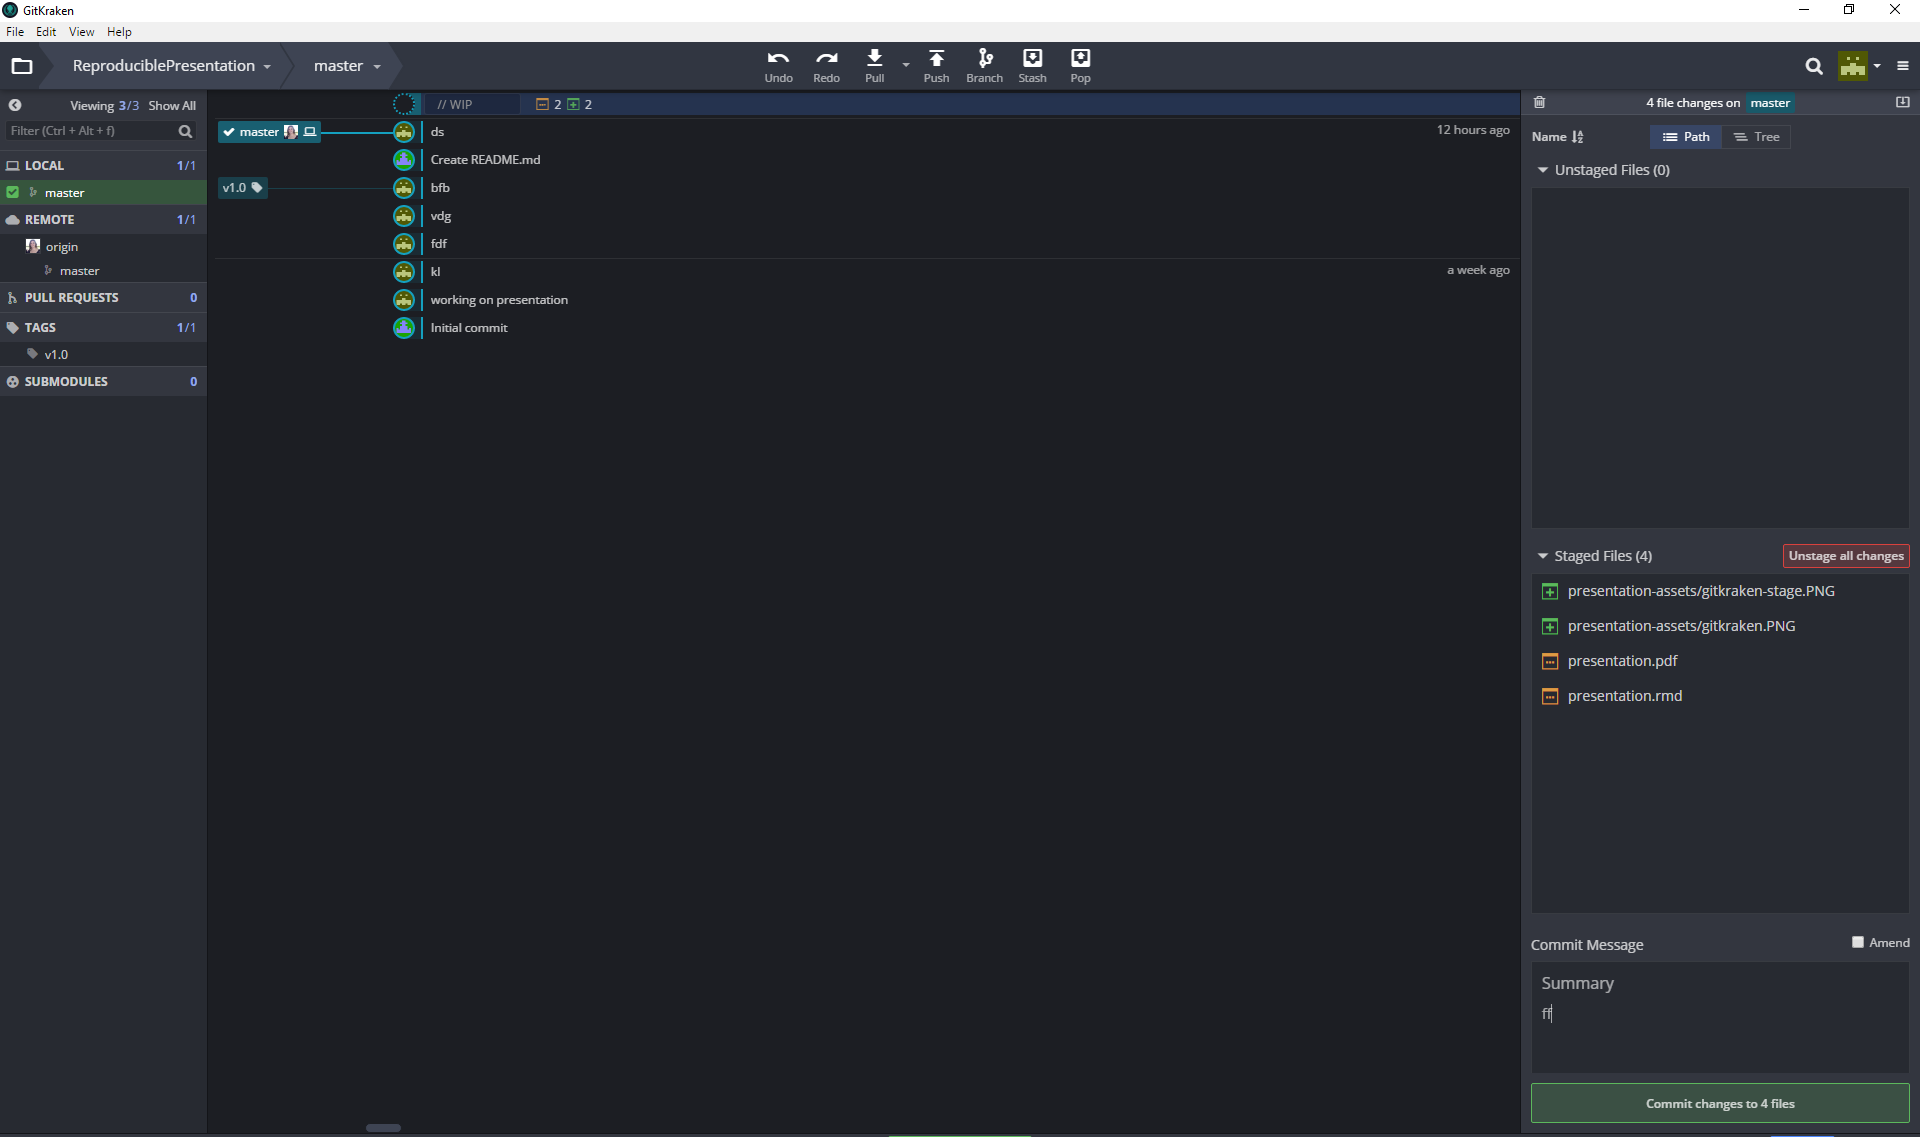 GitKraken
File Edit View Help
ReproduciblePresentation master Undo Redo Pull Push Branch Stash Pop
Viewing 3/3 Show All
Filter (Ctrl + Alt + f)
LOCAL 1/1
master
REMOTE 1/1
origin
master
PULL REQUESTS 0
TAGS 1/1
v1.0
SUBMODULES 0
// WIP 2 2
master ds 12 hours ago
Create README.md
v1.0 bfb
vdg
fdf
kl a week ago
working on presentation
Initial commit
4 file changes on master
Name Path Tree
Unstaged Files (0)
Staged Files (4) Unstage all changes
presentation-assets/gitkraken-stage.PNG
presentation-assets/gitkraken.PNG
presentation.pdf
presentation.rmd
Commit Message Amend
Summary
ff
Commit changes to 4 files